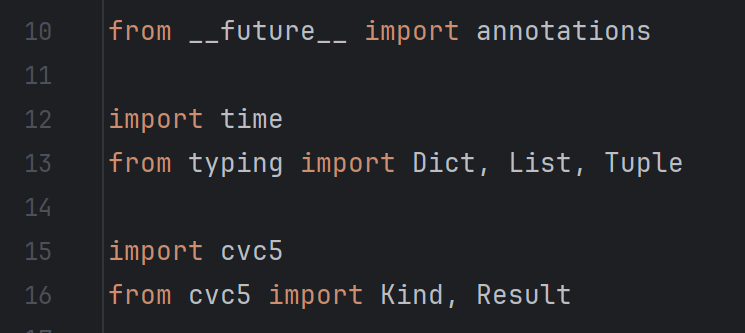 10 from __future__ import annotations
11
12 import time
13 from typing import Dict, List, Tuple
14
15 import cvc5
16 from cvc5 import Kind, Result